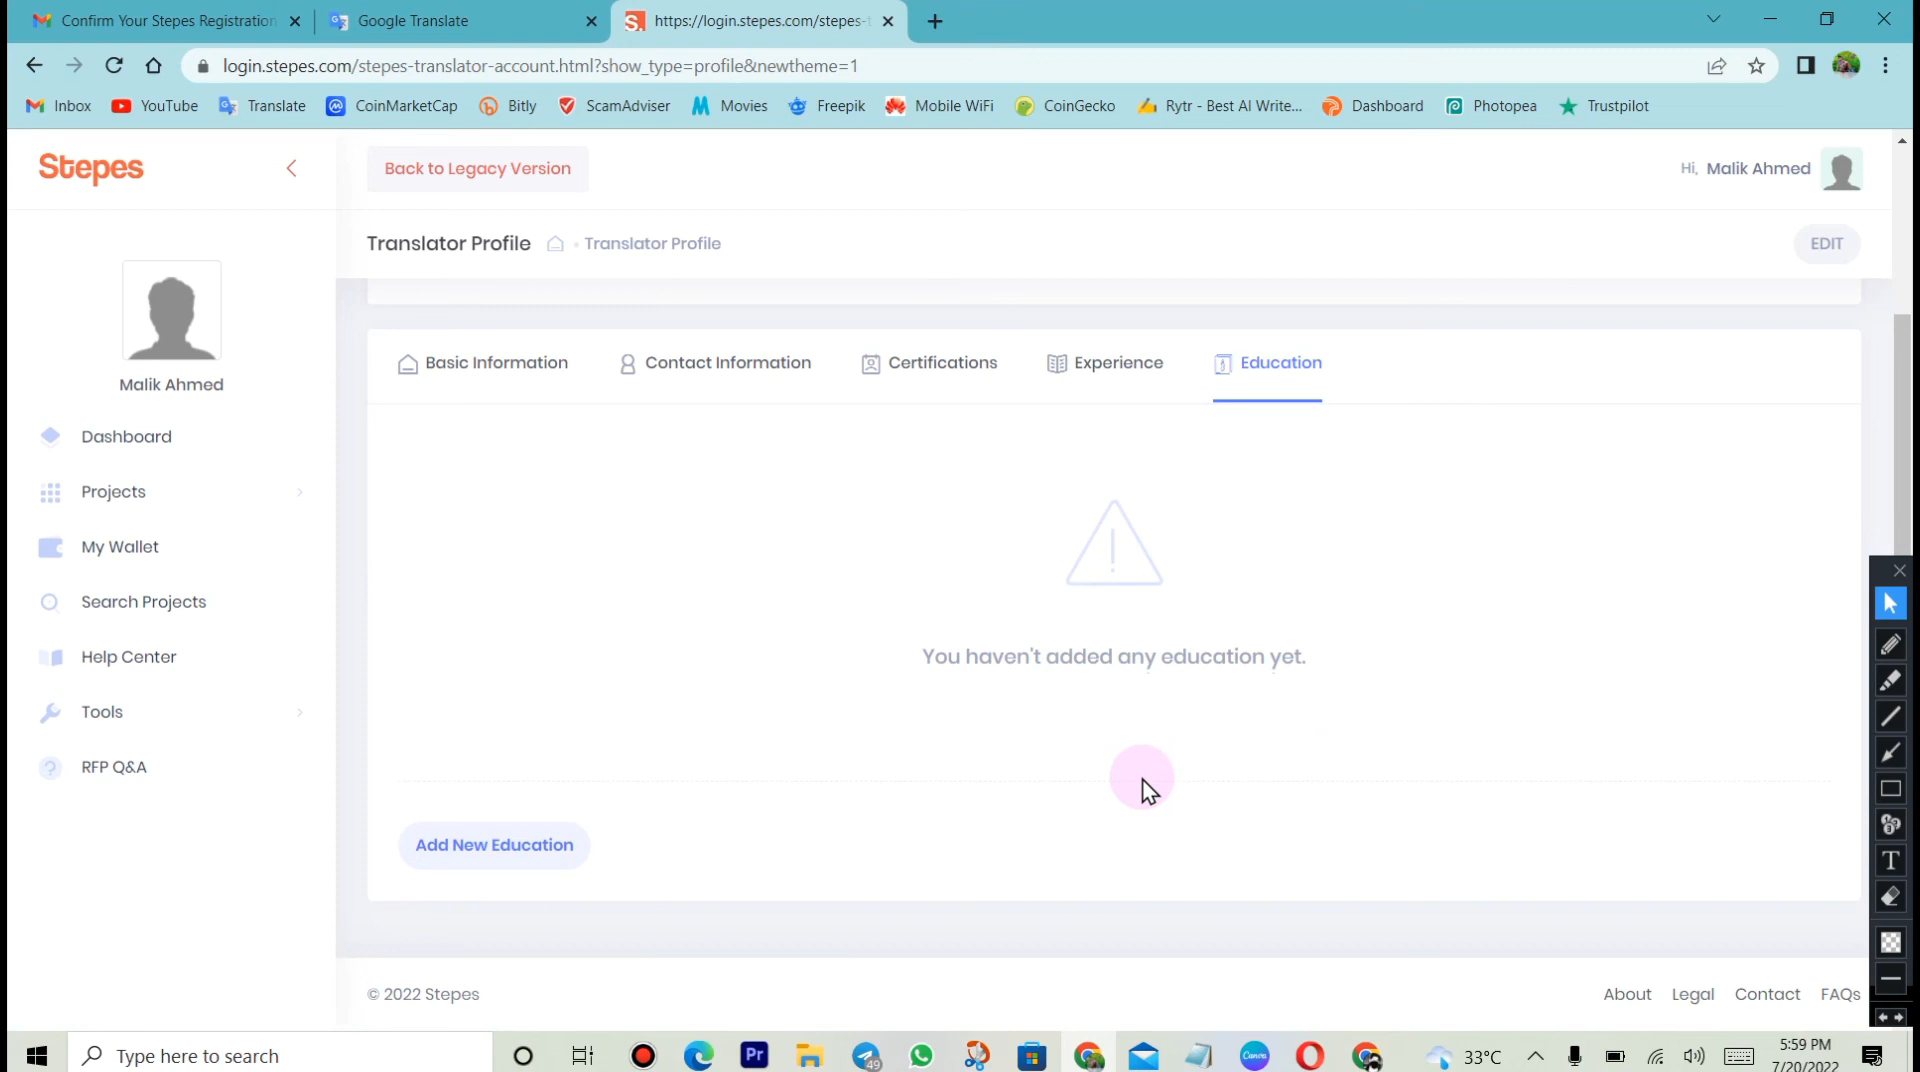 Confirm Your Stepes Registration
Google Translate
https://login.stepes.com/stepes-t
login.stepes.com/stepes-translator-account.html?show_type=profile&newtheme=1
Inbox
YouTube
Translate
CoinMarketCap
Bitly
ScamAdviser
Movies
Freepik
Mobile WiFi
CoinGecko
Rytr - Best AI Write...
Dashboard
Photopea
Trustpilot
Stepes
Back to Legacy Version
Hi, Malik Ahmed
Translator Profile
Translator Profile
EDIT
Malik Ahmed
Dashboard
Projects
My Wallet
Search Projects
Help Center
Tools
RFP Q&A
Basic Information
Contact Information
Certifications
Experience
Education
You haven't added any education yet.
Add New Education
© 2022 Stepes
About
Legal
Contact
FAQs
Type here to search
Pr
49
Canva
33°C
5:59 PM
7/20/2022